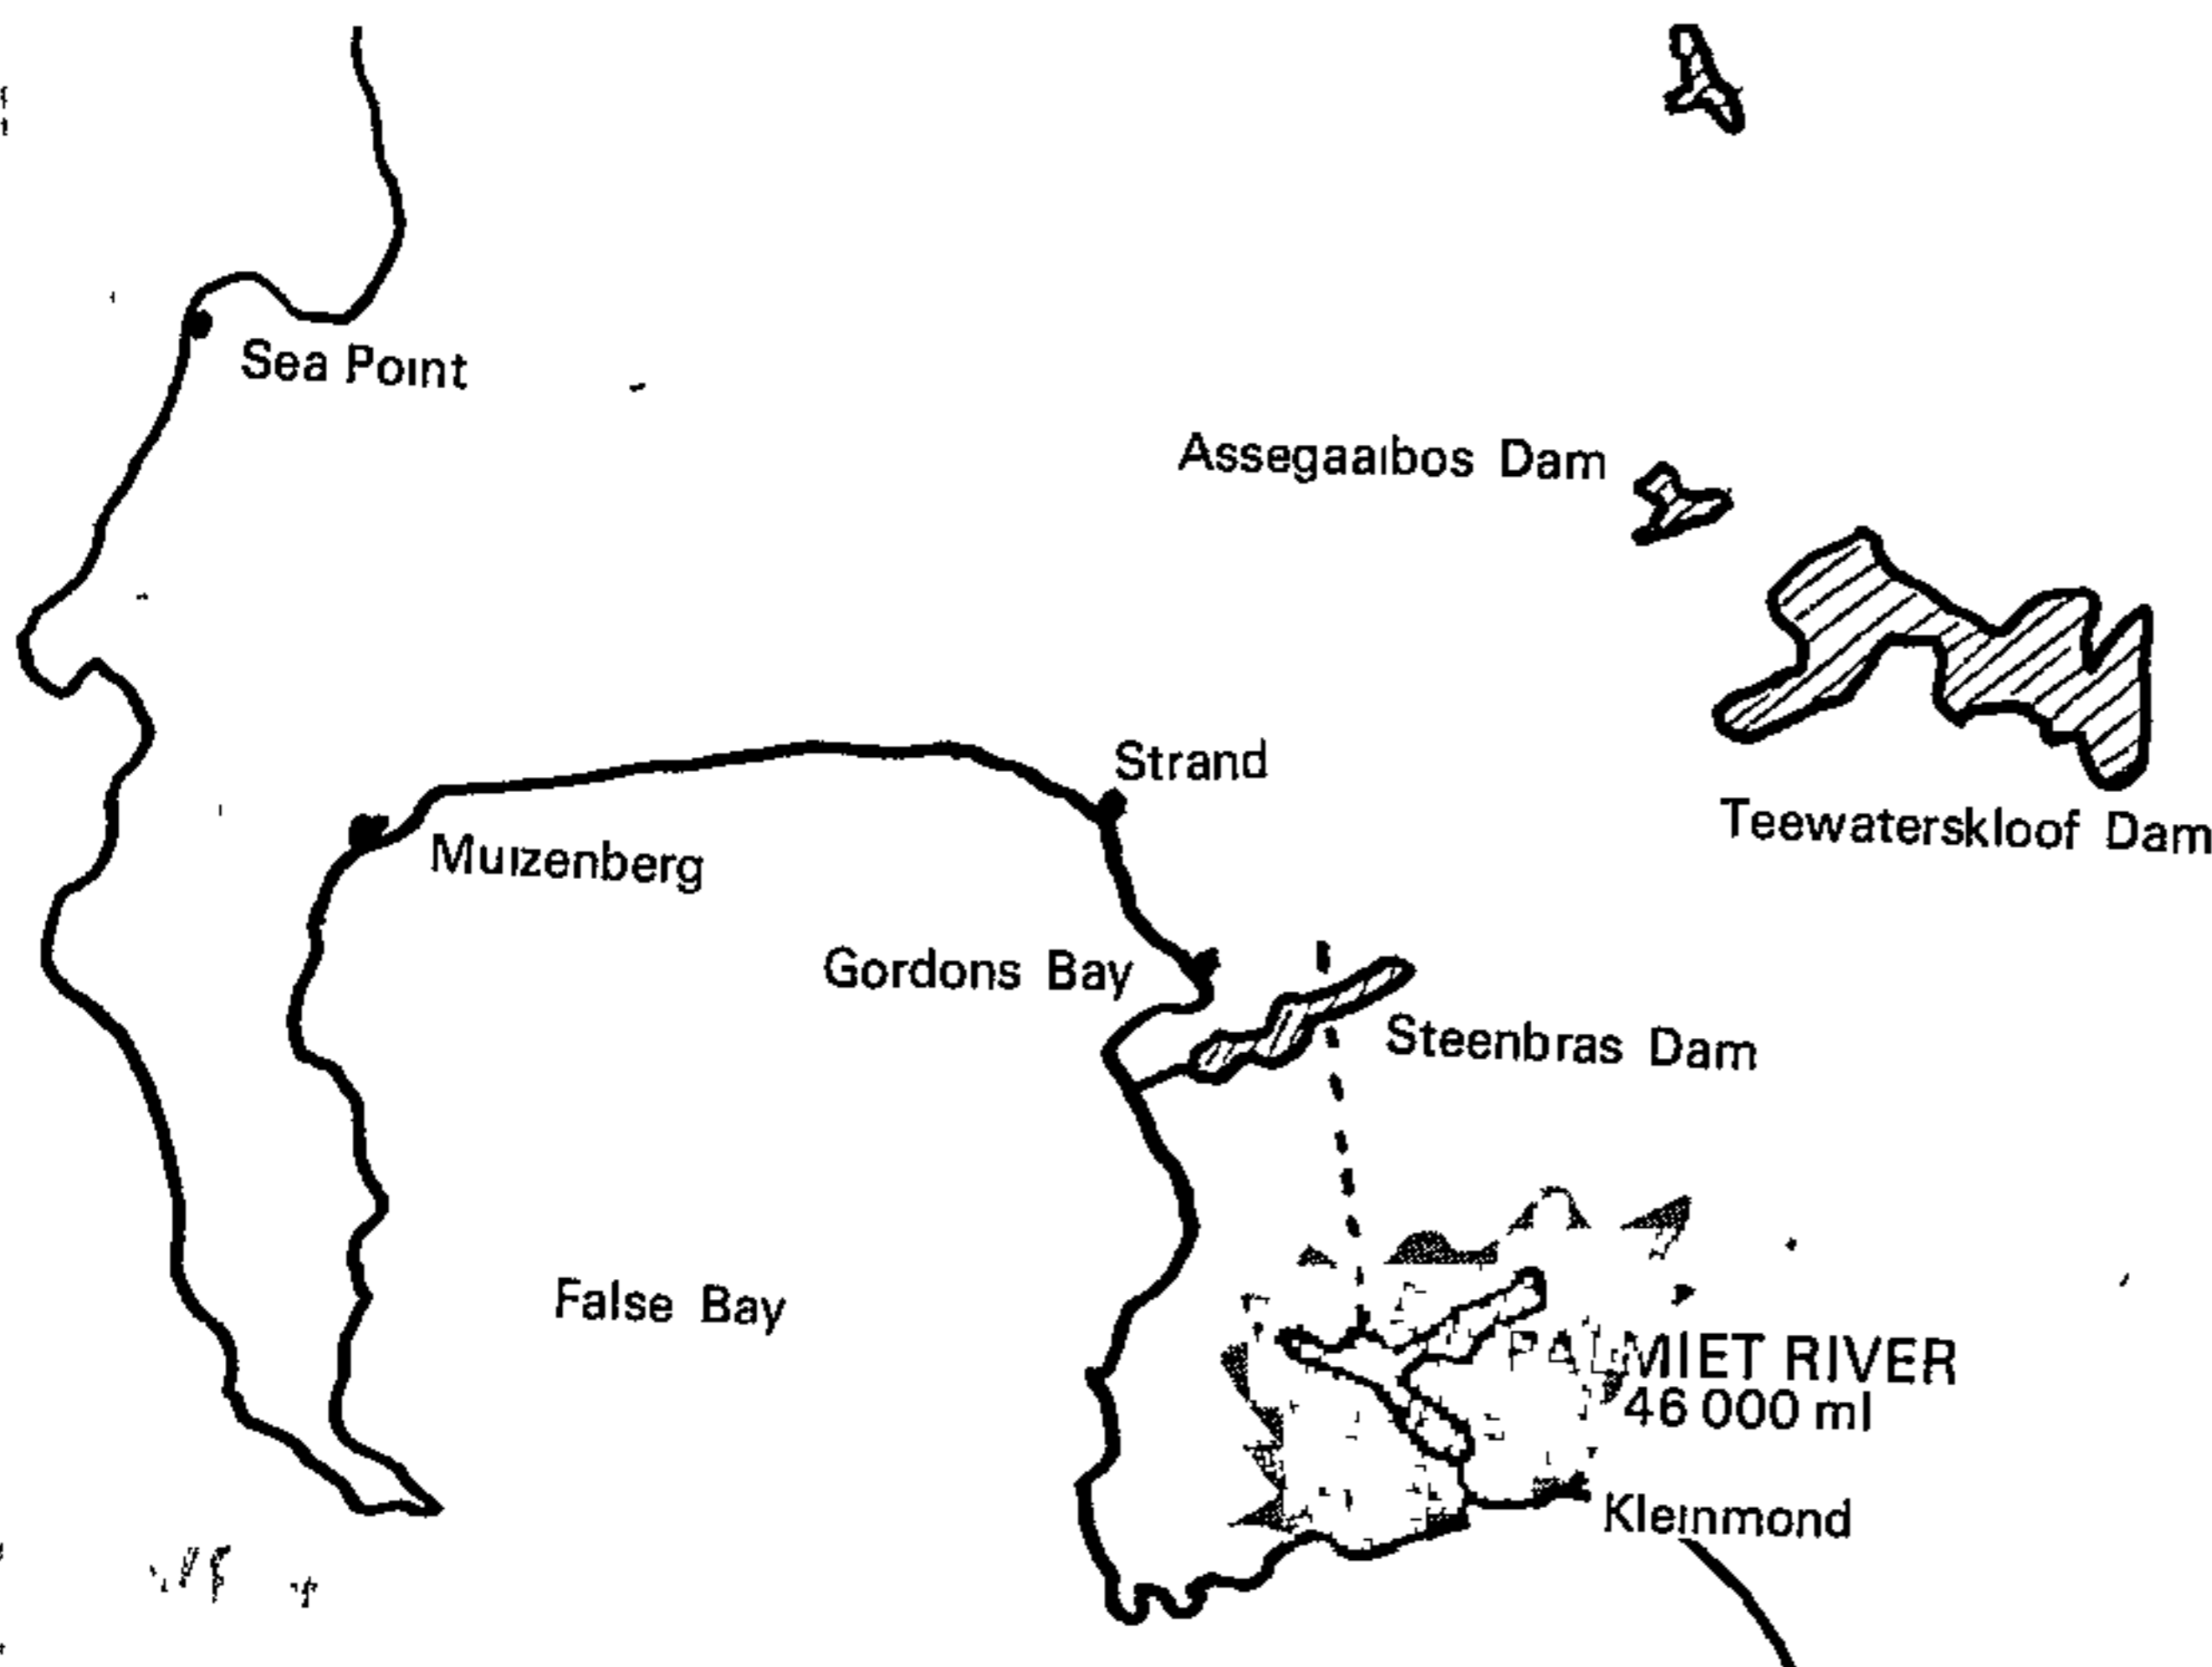 Sea Point
Assegaaibos Dam
Strand
Teewaterskloof Dam
Muizenberg
Gordons Bay
Steenbras Dam
False Bay
PALMIET RIVER
46 000 ml
Kleinmond